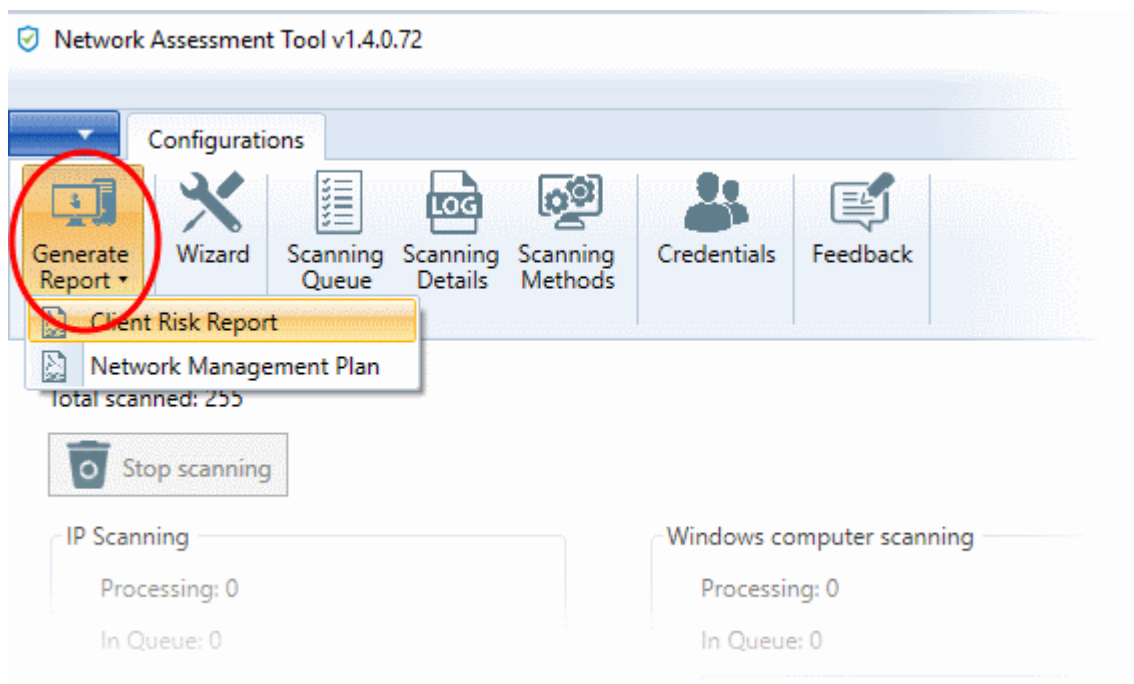 Network Assessment Tool v1.4.0.72
Configurations
Generate
Report
Wizard
Scanning
Queue
LOG
Scanning
Details
Scanning
Methods
Credentials
Feedback
Client Risk Report
Network Management Plan
Total scanned: 255
Stop scanning
IP Scanning
Processing: 0
In Queue: 0
Windows computer scanning
Processing: 0
In Queue: 0